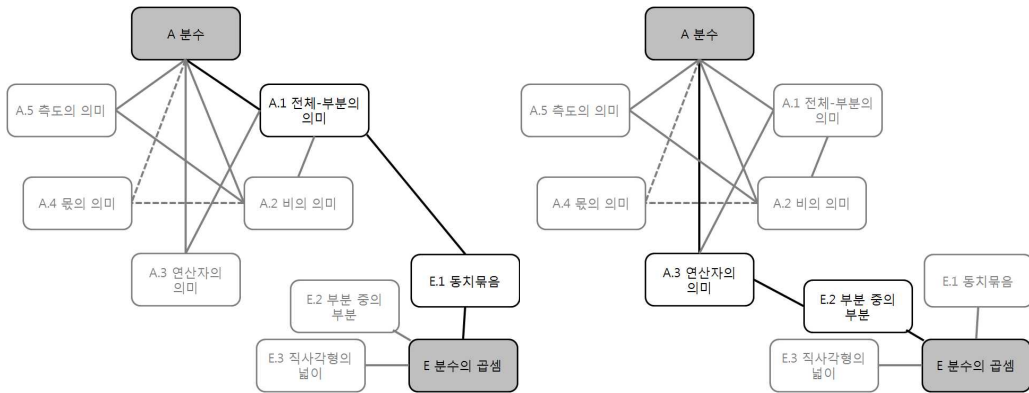 A 분수
A.5 측도의 의미
A.1 전체-부분의
의미
A.4 몫의 의미
A.2 비의 의미
A.3 연산자의
의미
E.1 동치묶음
E.2 부분 중의
부분
E.3 직사각형의
넓이
E 분수의 곱셈
A 분수
A.5 측도의 의미
A.1 전체-부분의
의미
A.4 몫의 의미
A.2 비의 의미
A.3 연산자의
의미
E.1 동치묶음
E.2 부분 중의
부분
E.3 직사각형의
넓이
E 분수의 곱셈